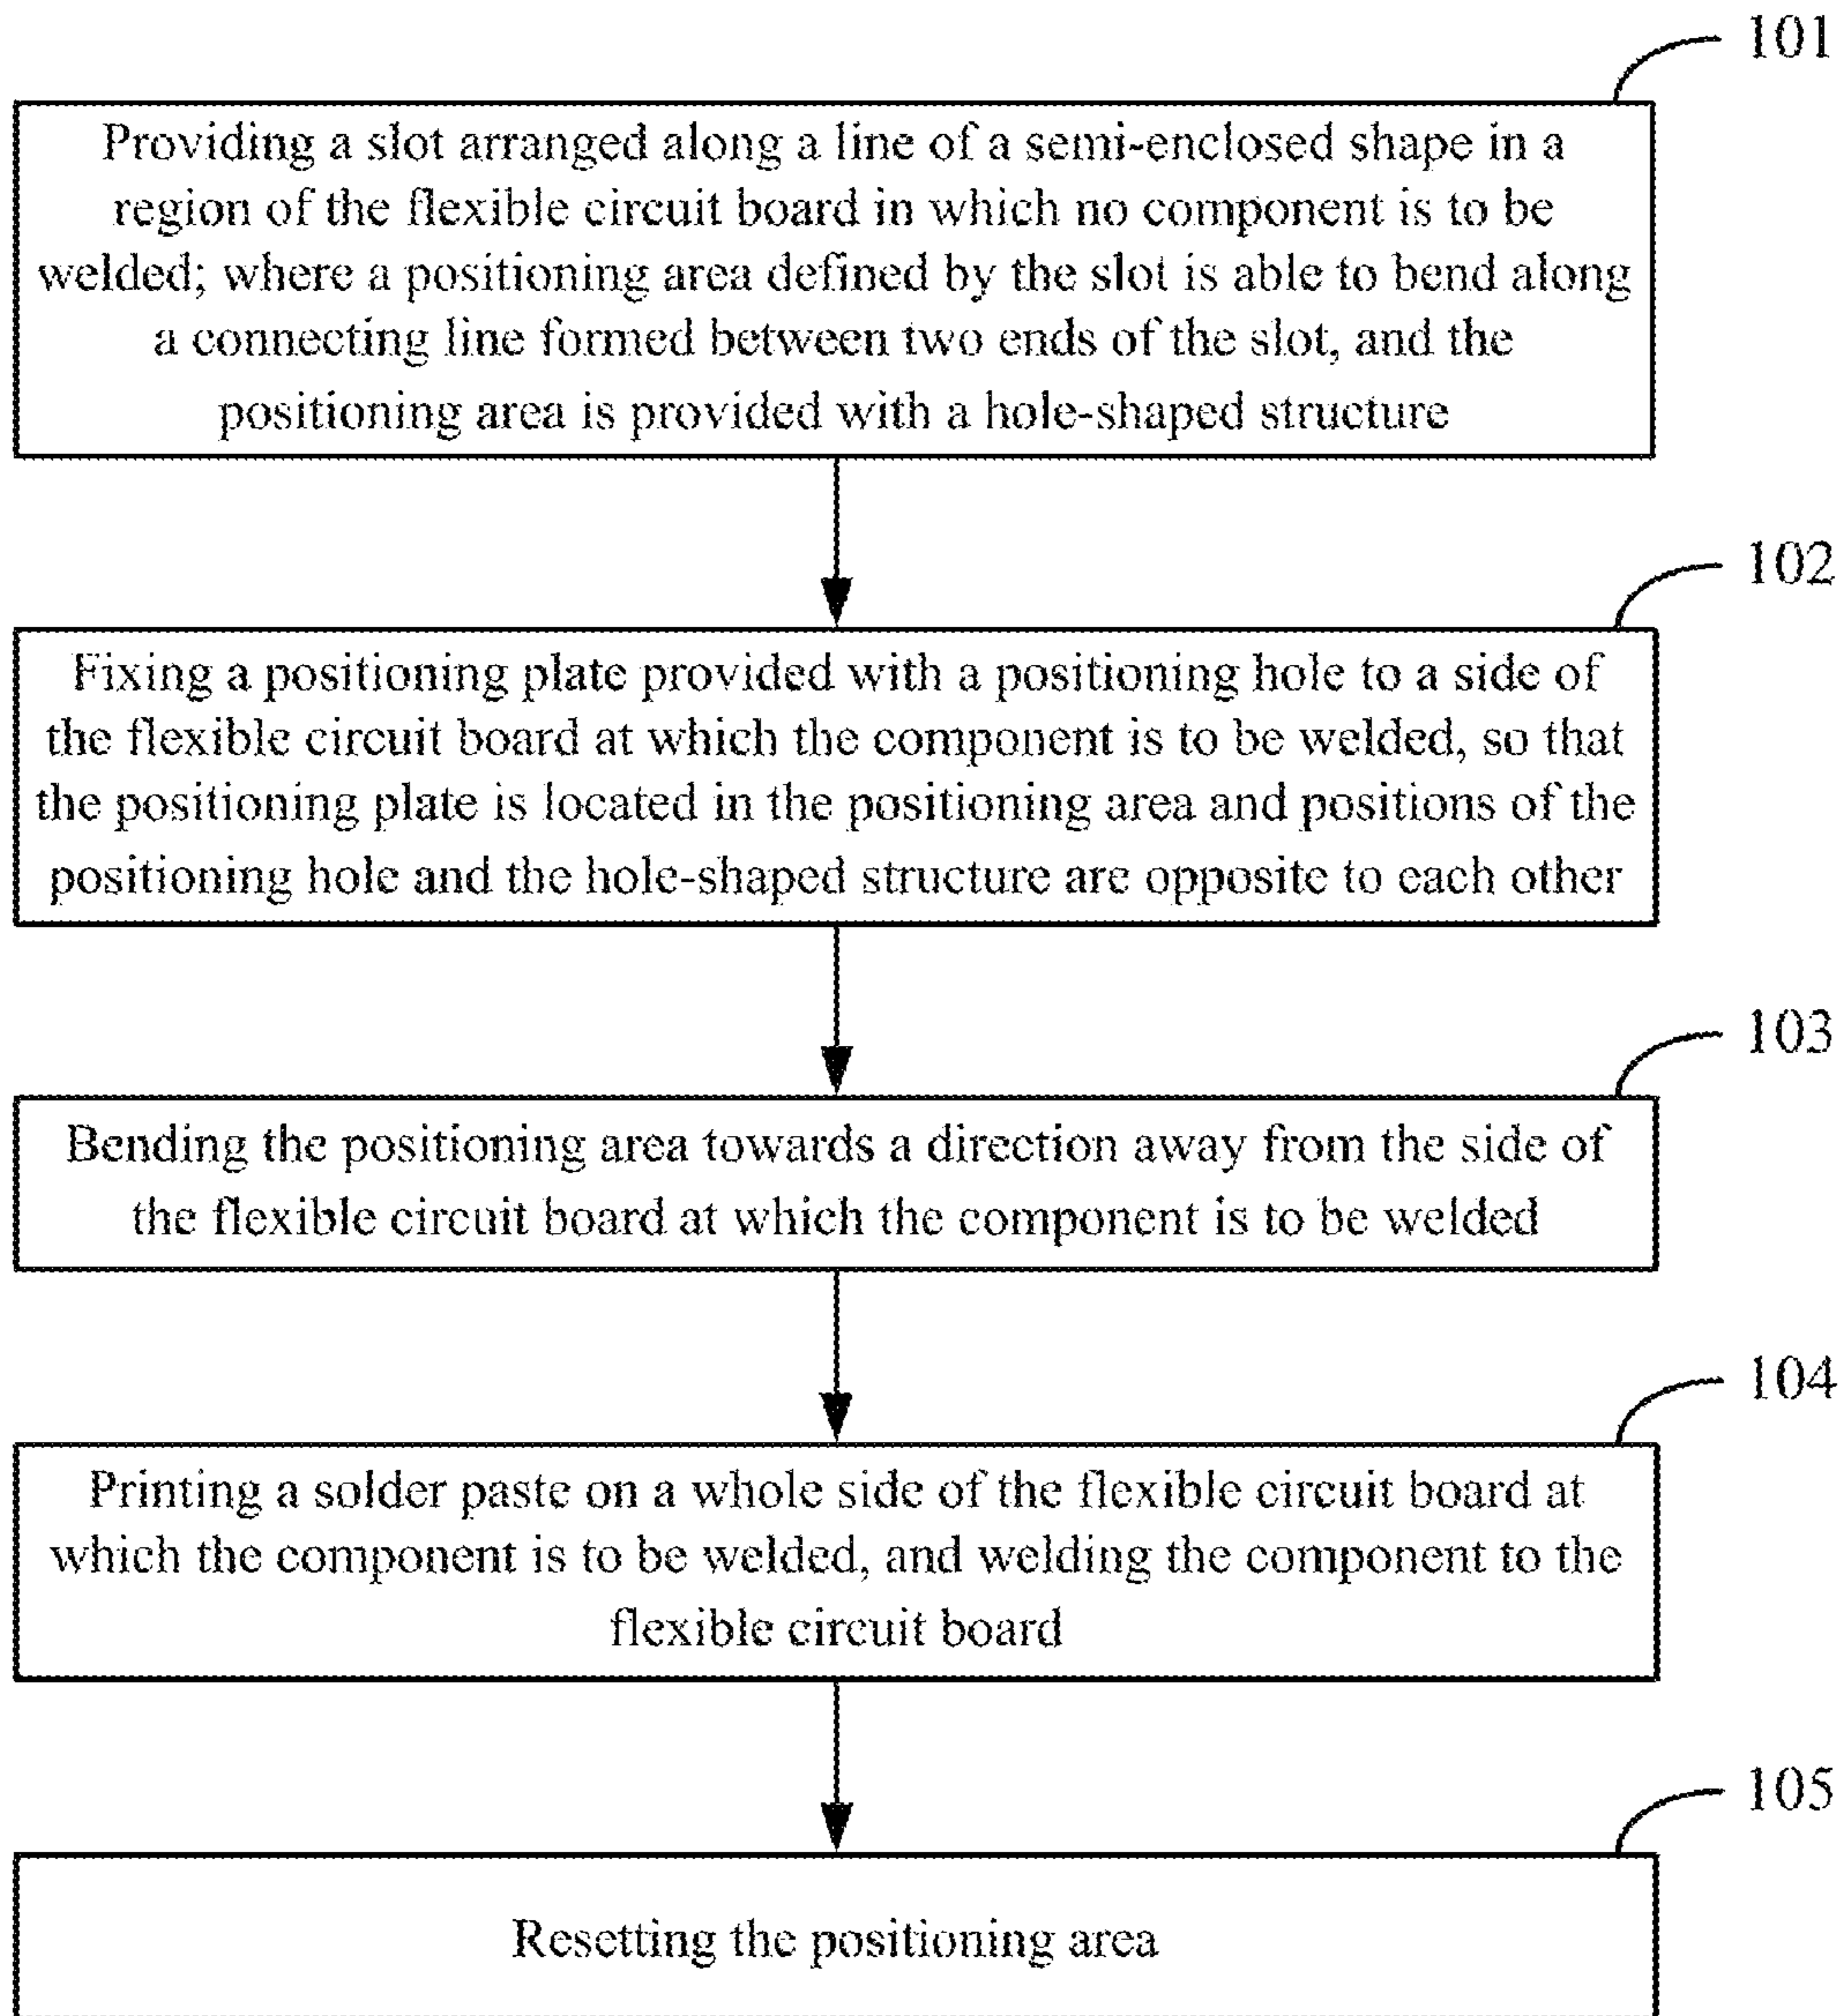 101
Providing a slot arranged along a line of a semi-enclosed shape in a
region of the flexible circuit board in which no component is to be
welded; where a positioning area defined by the slot is able to bend along
a connecting line formed between two ends of the slot, and the
positioning area is provided with a hole-shaped structure
102
Fixing a positioning plate provided with a positioning hole to a side of
the flexible circuit board at which the component is to be welded, so that
the positioning plate is located in the positioning area and positions of the
positioning hole and the hole-shaped structure are opposite to each other
103
Bending the positioning area towards a direction away from the side of
the flexible circuit board at which the component is to be welded
104
Printing a solder paste on a whole side of the flexible circuit board at
which the component is to be welded, and welding the component to the
flexible circuit board
105
Resetting the positioning area